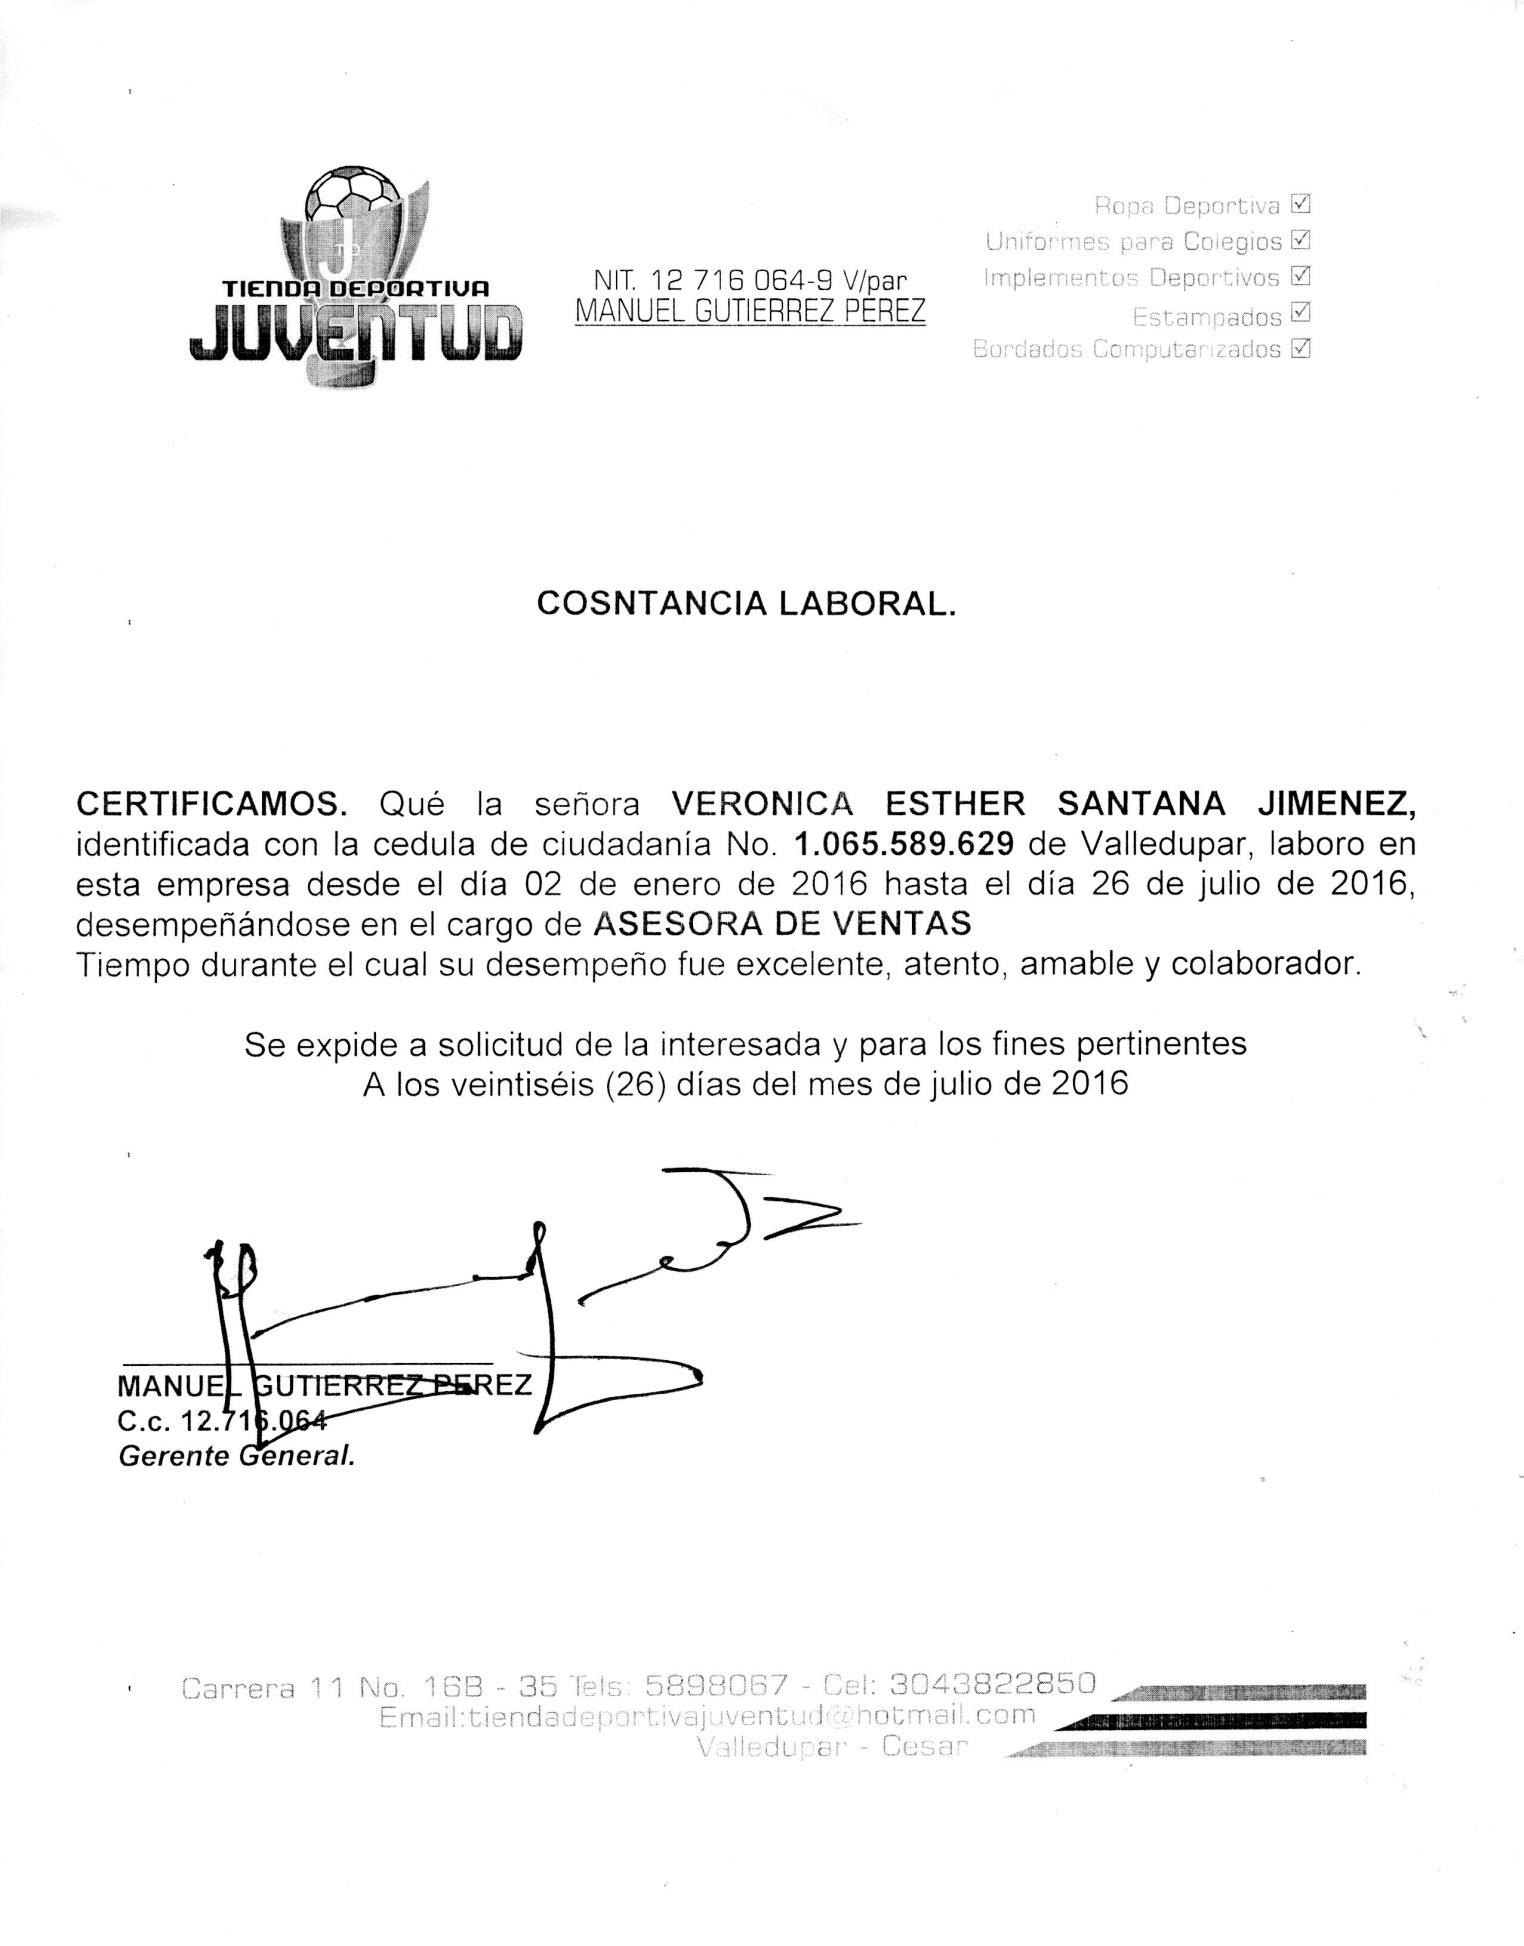 J
TD
TIENDA DEPORTIVA
JUVENTUD
NIT. 12 716 064-9 V/par
MANUEL GUTIERREZ PEREZ
Ropa Deportiva ☑
Uniformes para Colegios ☑
Implementos Deportivos ☑
Estampados ☑
Bordados Computarizados ☑
COSNTANCIA LABORAL.
CERTIFICAMOS. Qué la señora VERONICA ESTHER SANTANA JIMENEZ,
identificada con la cedula de ciudadanía No. 1.065.589.629 de Valledupar, laboro en
esta empresa desde el día 02 de enero de 2016 hasta el día 26 de julio de 2016,
desempeñándose en el cargo de ASESORA DE VENTAS
Tiempo durante el cual su desempeño fue excelente, atento, amable y colaborador.
Se expide a solicitud de la interesada y para los fines pertinentes
A los veintiséis (26) días del mes de julio de 2016
MANUEL GUTIERREZ PEREZ
C.c. 12.716.064
Gerente General.
Carrera 11 No. 16B - 35 Tels: 5898067 - Cel: 3043822850
Email:tiendadeportivajuventud@hotmail.com
Valledupar - Cesar